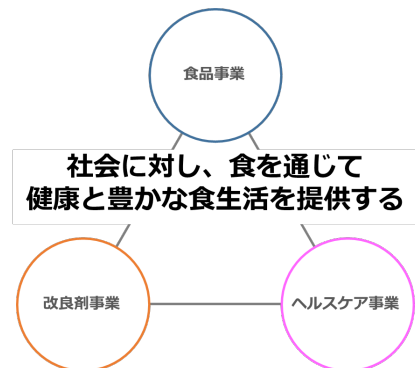 食品事業
社会に対し、食を通じて
健康と豊かな食生活を提供する
改良剤事業
ヘルスケア事業